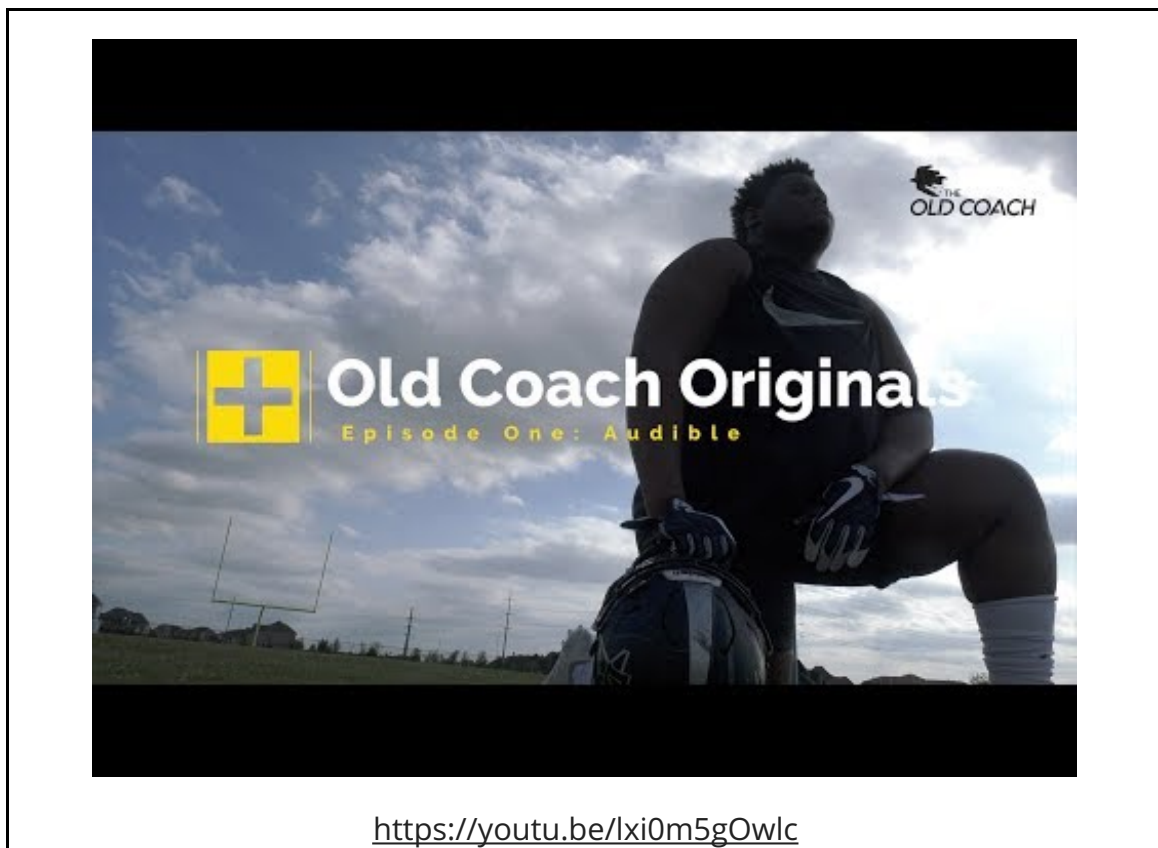 THE
OLD COACH
Old Coach Originals
Episode One: Audible
https://youtu.be/lxi0m5gOwlc